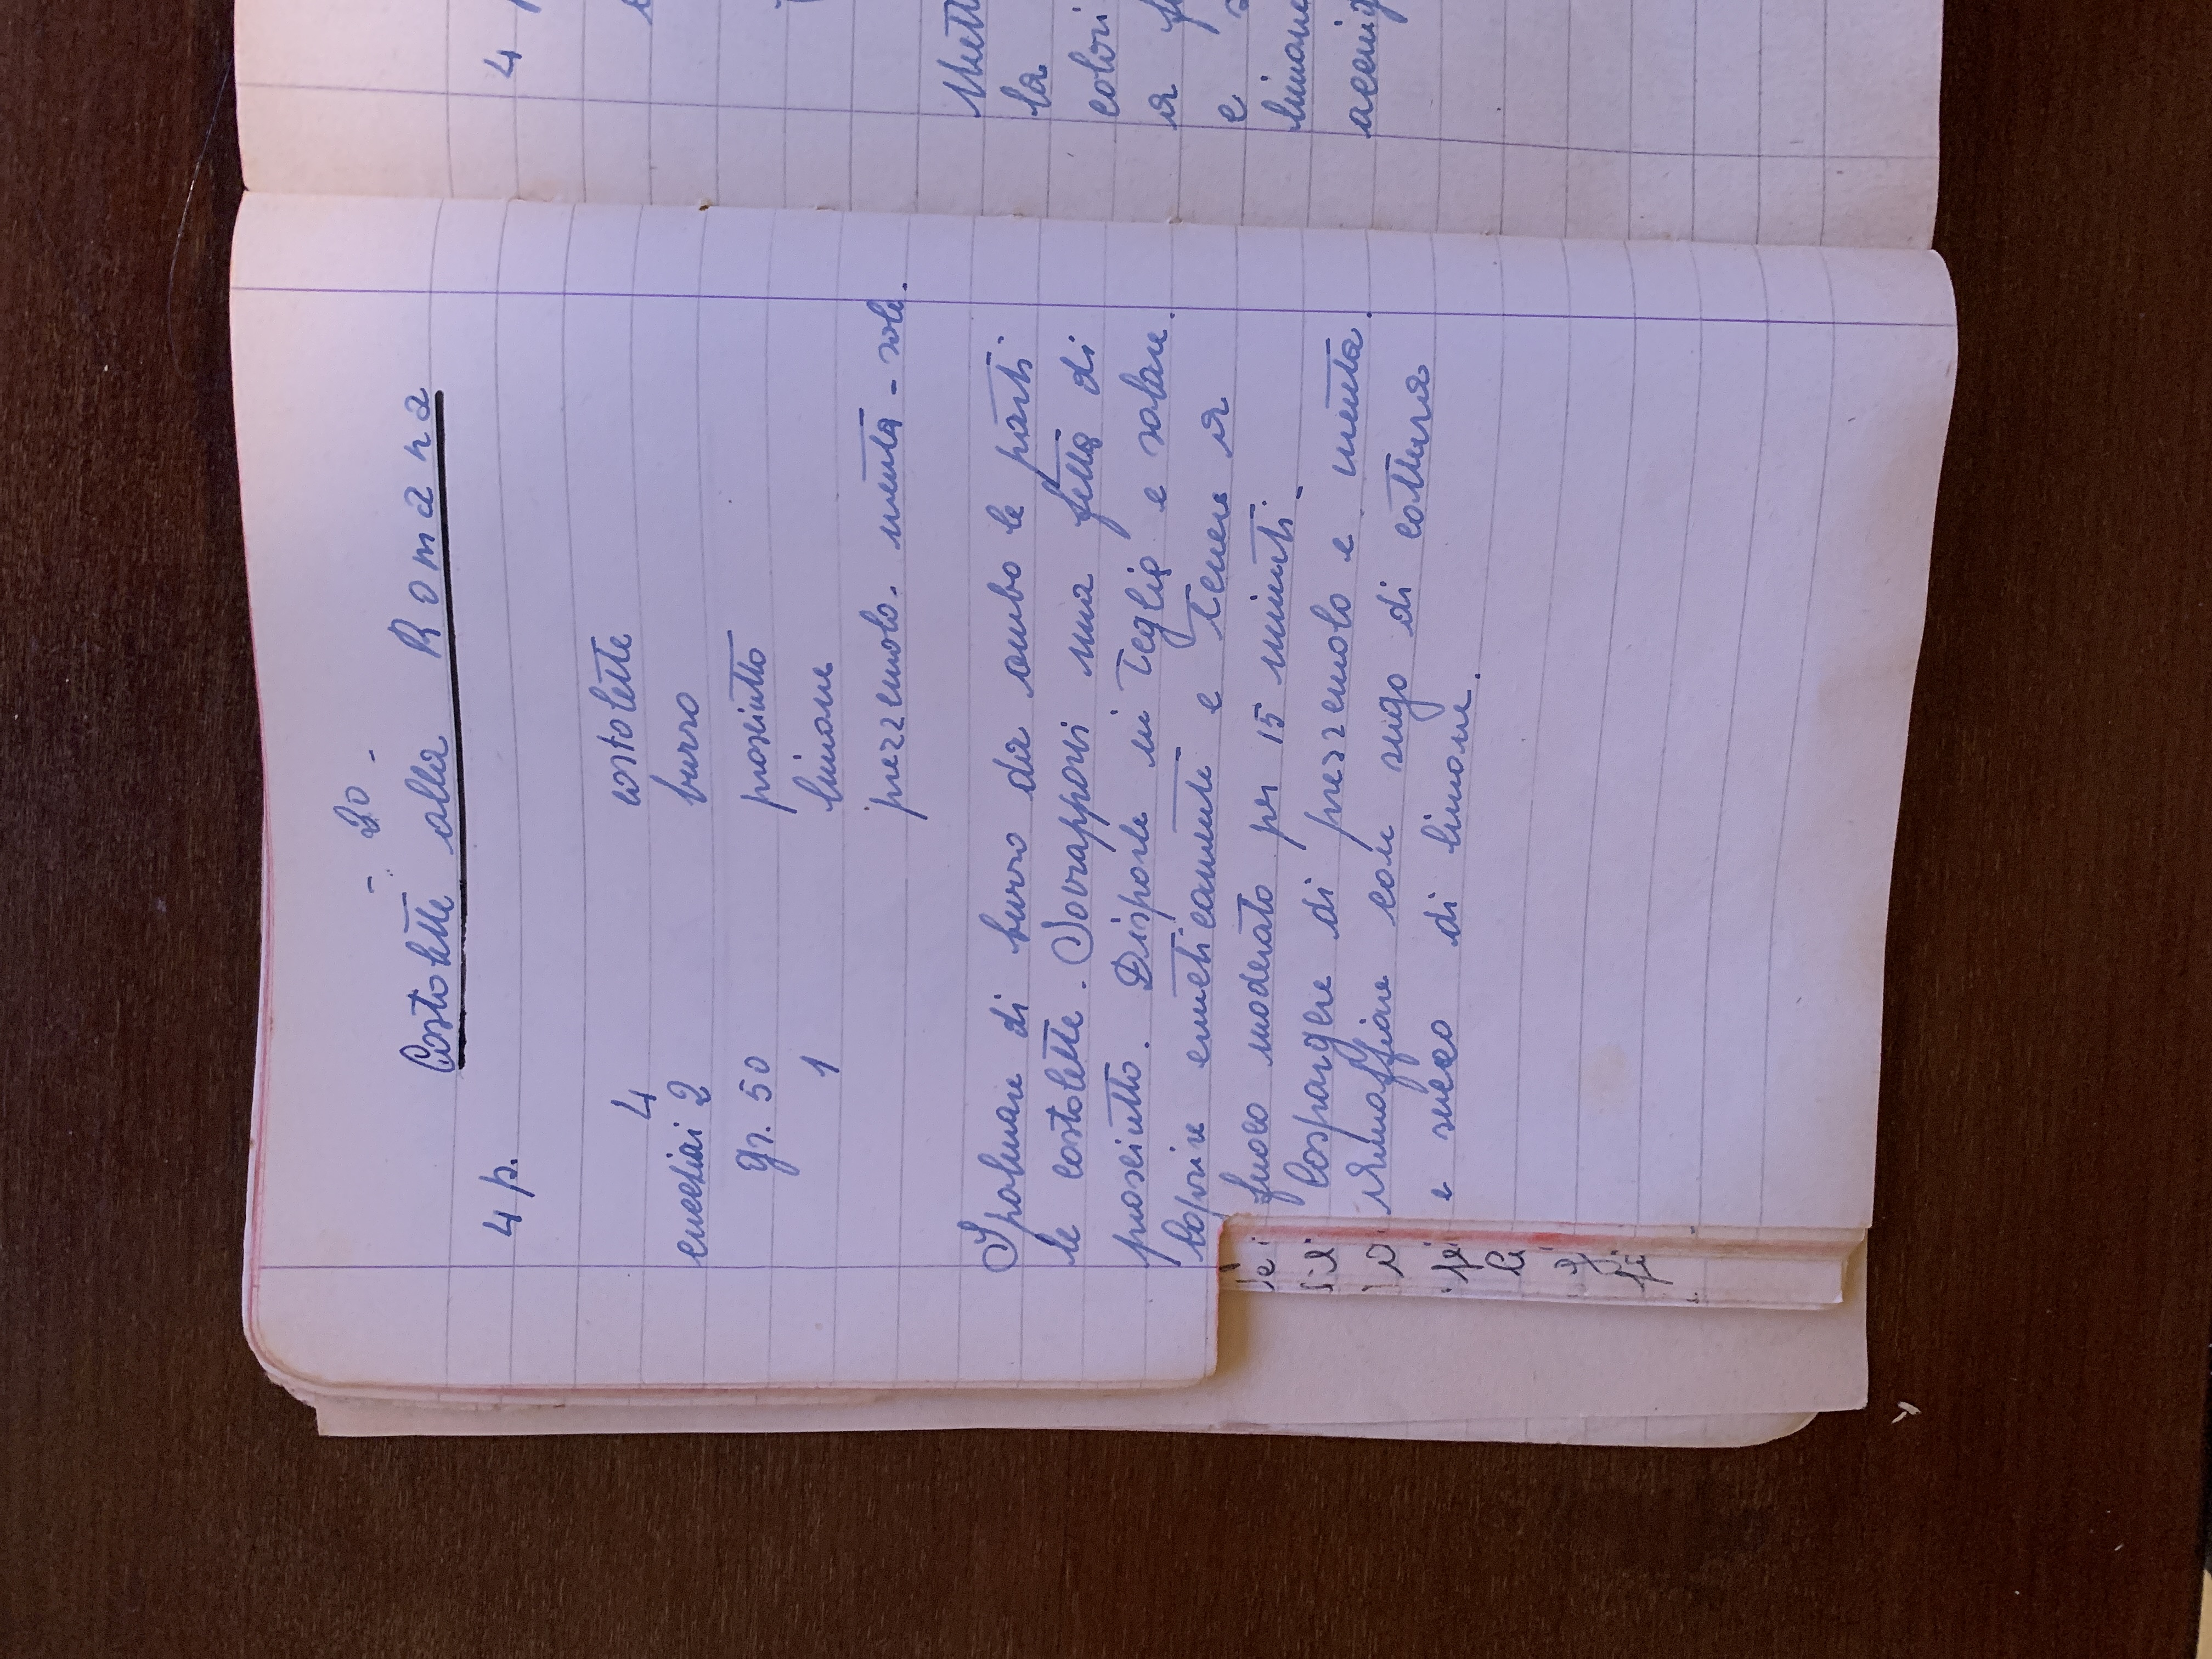 - 20 -
Costolette alla Romana
4 p.
4 costolette
cucchiai 2 burro
gr. 50 prosciutto
1 limone
prezzemolo - menta - sale.
Spalmare di burro da ambo le parti
le costolette. Sovrapporvi una fetta di
prosciutto. Disporle in teglia e salare.
Coprire ermeticamente e tenere a
fuoco moderato per 15 minuti -
Cospargere di prezzemolo e menta.
Annaffiare con sugo di cottura
e succo di limone.
4
la
colori
a
e
limone